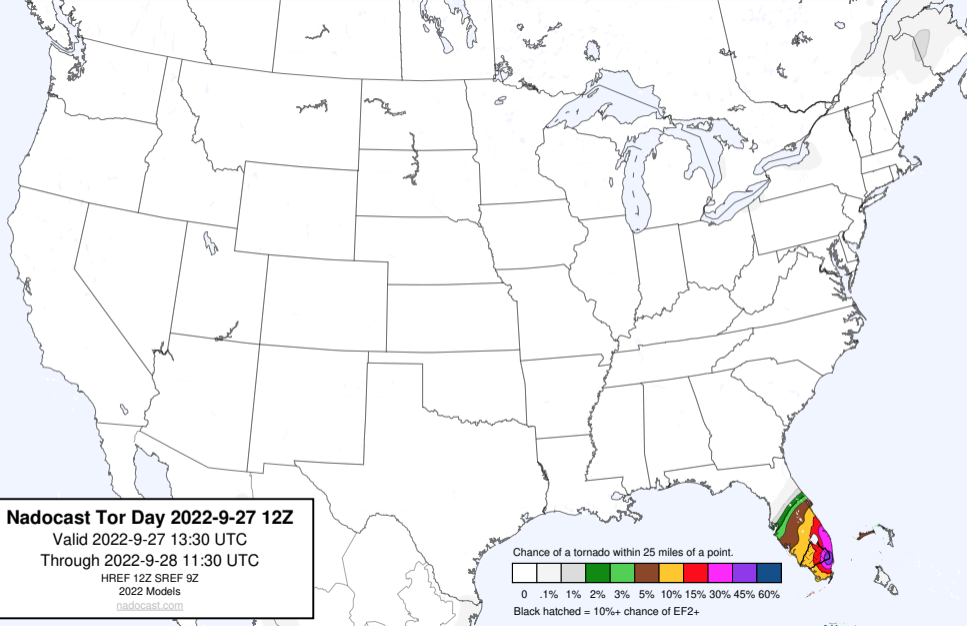 Nadocast Tor Day 2022-9-27 12Z
Valid 2022-9-27 13:30 UTC
Through 2022-9-28 11:30 UTC
HREF 12Z SREF 9Z
2022 Models
nadocast.com
Chance of a tornado within 25 miles of a point.
0 .1% 1% 2% 3% 5% 10% 15% 30% 45% 60%
Black hatched = 10%+ chance of EF2+